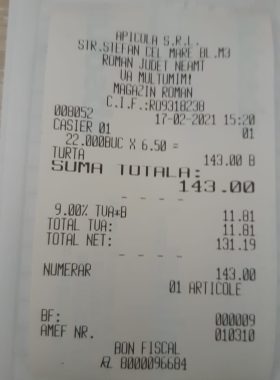 APICULA S.R.L.
STR.STEFAN CEL MARE BL.M3
ROMAN JUDET NEAMT
VA MULTUMIM!
MAGAZIN ROMAN
C.I.F.:RO9318238
008052 17-02-2021 15:20
CASIER 01 01
22.000BUC X 6.50 =
TURTA 143.00 B
SUMA TOTALA:
143.00
- - - -
9.00% TVA*B 11.81
TOTAL TVA: 11.81
TOTAL NET: 131.19
- - - -
NUMERAR 143.00
01 ARTICOLE
BF: 000009
AMEF NR. 010310
BON FISCAL
8000096684